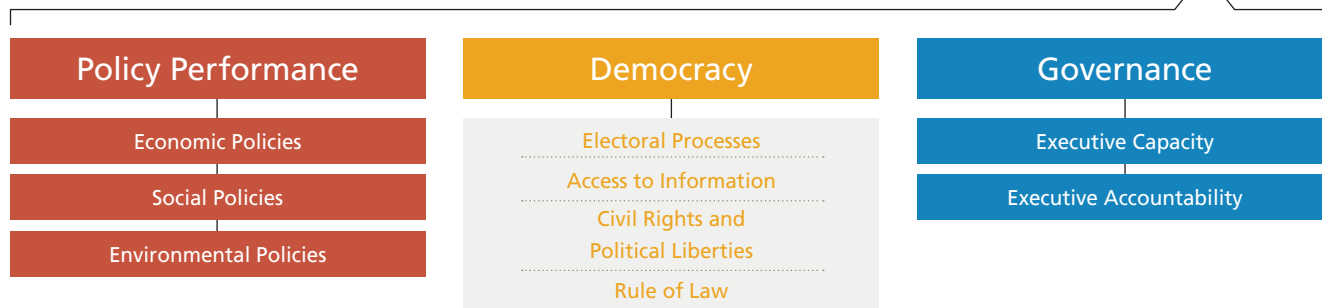 Policy Performance
Economic Policies
Social Policies
Environmental Policies
Democracy
Electoral Processes
Access to Information
Civil Rights and
Political Liberties
Rule of Law
Governance
Executive Capacity
Executive Accountability